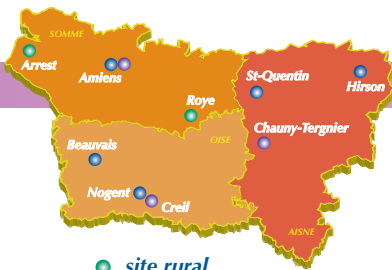 SOMME
Arrest
Amiens
St-Quentin
Hirson
Roye
Chauny-Tergnier
OISE
Beauvais
Nogent
Creil
AISNE
site rural